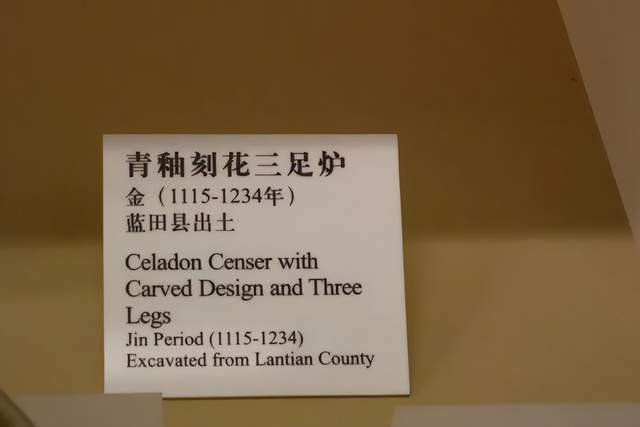 青釉刻花三足炉
金（1115-1234年）
蓝田县出土
Celadon Censer with
Carved Design and Three
Legs
Jin Period (1115-1234)
Excavated from Lantian County